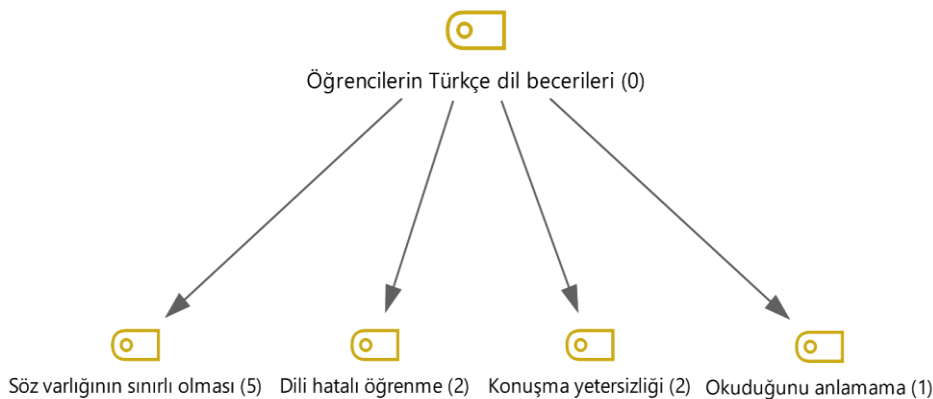 Öğrencilerin Türkçe dil becerileri (0)
Söz varlığının sınırlı olması (5)
Dili hatalı öğrenme (2)
Konuşma yetersizliği (2)
Okuduğunu anlamama (1)